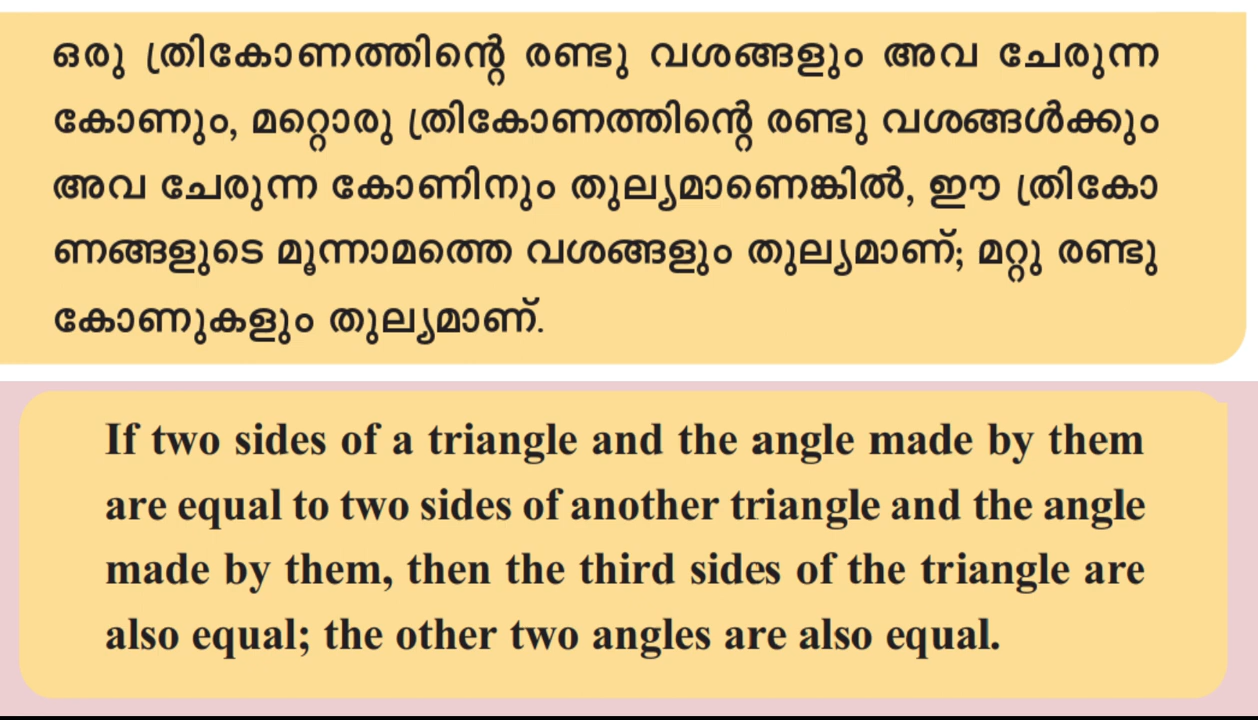 ഒരു ത്രികോണത്തിന്റെ രണ്ടു വശങ്ങളും അവ ചേരുന്ന
കോണും, മറ്റൊരു ത്രികോണത്തിന്റെ രണ്ടു വശങ്ങൾക്കും
അവ ചേരുന്ന കോണിനും തുല്യമാണെങ്കിൽ, ഈ ത്രികോ
ണങ്ങളുടെ മൂന്നാമത്തെ വശങ്ങളും തുല്യമാണ്; മറ്റു രണ്ടു
കോണുകളും തുല്യമാണ്.
If two sides of a triangle and the angle made by them
are equal to two sides of another triangle and the angle
made by them, then the third sides of the triangle are
also equal; the other two angles are also equal.